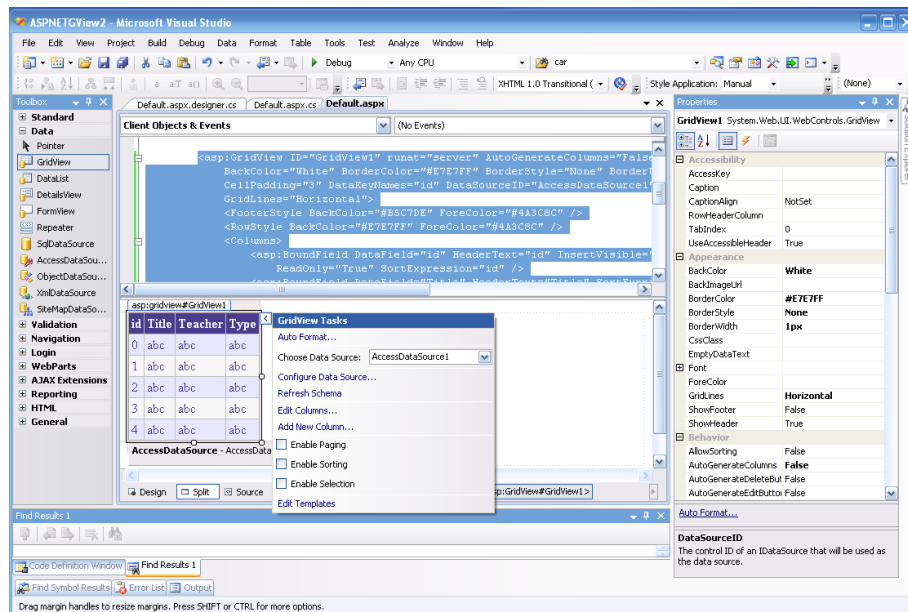 ASPNETGView2 - Microsoft Visual Studio
File Edit View Project Build Debug Data Format Table Tools Test Analyze Window Help
Debug Any CPU car
XHTML 1.0 Transitional ( Style Application: Manual (None)
Toolbox
Standard
Data
Pointer
GridView
DataList
DetailsView
FormView
Repeater
SqlDataSource
AccessDataSou...
ObjectDataSou...
XmlDataSource
SiteMapDataSo...
Validation
Navigation
Login
WebParts
AJAX Extensions
Reporting
HTML
General
Default.aspx.designer.cs Default.aspx.cs Default.aspx
Client Objects & Events (No Events)
<asp:GridView ID="GridView1" runat="server" AutoGenerateColumns="False
BackColor="White" BorderColor="#E7E7FF" BorderStyle="None" Border
CellPadding="3" DataKeyNames="id" DataSourceID="AccessDataSource1"
GridLines="Horizontal">
<FooterStyle BackColor="#B5C7DE" ForeColor="#4A3C8C" />
<RowStyle BackColor="#E7E7FF" ForeColor="#4A3C8C" />
<Columns>
<asp:BoundField DataField="id" HeaderText="id" InsertVisible="
ReadOnly="True" SortExpression="id" />
asp:gridview#GridView1
id Title Teacher Type
0 abc abc abc
1 abc abc abc
2 abc abc abc
3 abc abc abc
4 abc abc abc
AccessDataSource - AccessData
GridView Tasks
Auto Format...
Choose Data Source: AccessDataSource1
Configure Data Source...
Refresh Schema
Edit Columns...
Add New Column...
Enable Paging
Enable Sorting
Enable Selection
Edit Templates
Design Split Source
sp:GridView#GridView1>
Properties
GridView1 System.Web.UI.WebControls.GridView
Accessibility
AccessKey
Caption
CaptionAlign NotSet
RowHeaderColumn
TabIndex 0
UseAccessibleHeader True
Appearance
BackColor White
BackImageUrl
BorderColor #E7E7FF
BorderStyle None
BorderWidth 1px
CssClass
EmptyDataText
Font
ForeColor
GridLines Horizontal
ShowFooter False
ShowHeader True
Behavior
AllowSorting False
AutoGenerateColumns False
AutoGenerateDeleteBut False
AutoGenerateEditButtor False
Auto Format...
DataSourceID
The control ID of an IDataSource that will be used as
the data source.
Solution Explorer
Find Results 1
Code Definition Window Find Results 1
Find Symbol Results Error List Output
Drag margin handles to resize margins. Press SHIFT or CTRL for more options.